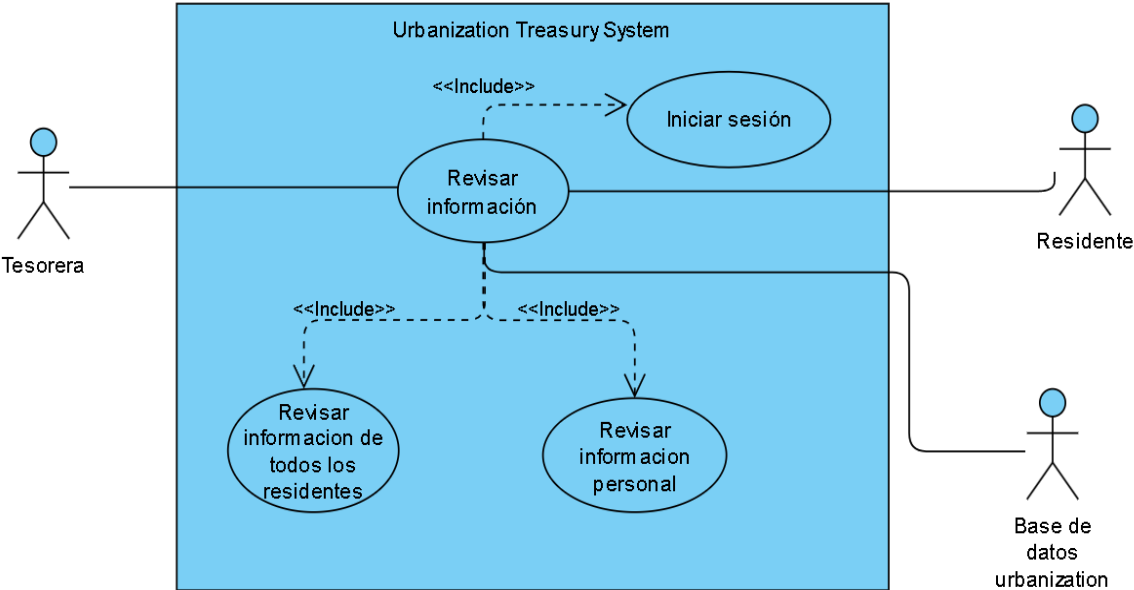 Urbanization Treasury System
<<Include>>
Iniciar sesión
Revisar
información
Tesorera
Residente
<<Include>>
<<Include>>
Revisar
informacion de
todos los
residentes
Revisar
informacion
personal
Base de
datos
urbanization